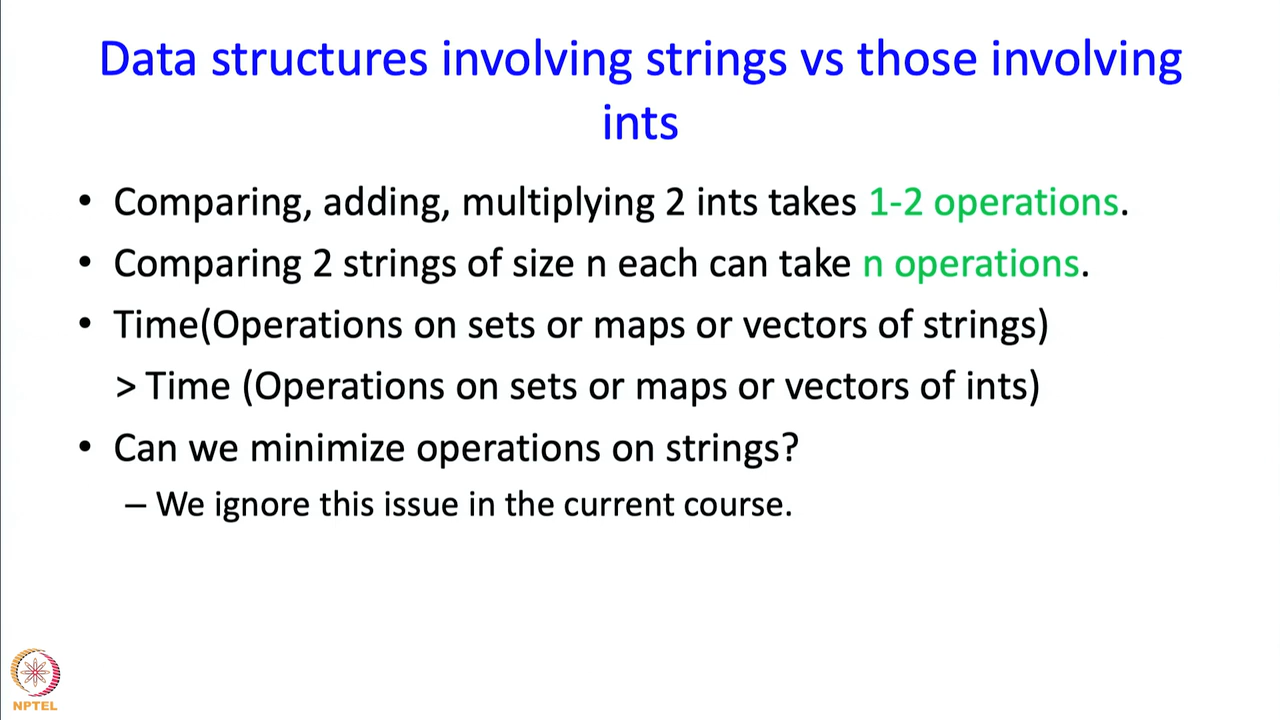 Data structures involving strings vs those involving
ints
• Comparing, adding, multiplying 2 ints takes 1-2 operations.
• Comparing 2 strings of size n each can take n operations.
• Time(Operations on sets or maps or vectors of strings)
> Time (Operations on sets or maps or vectors of ints)
• Can we minimize operations on strings?
– We ignore this issue in the current course.
NPTEL